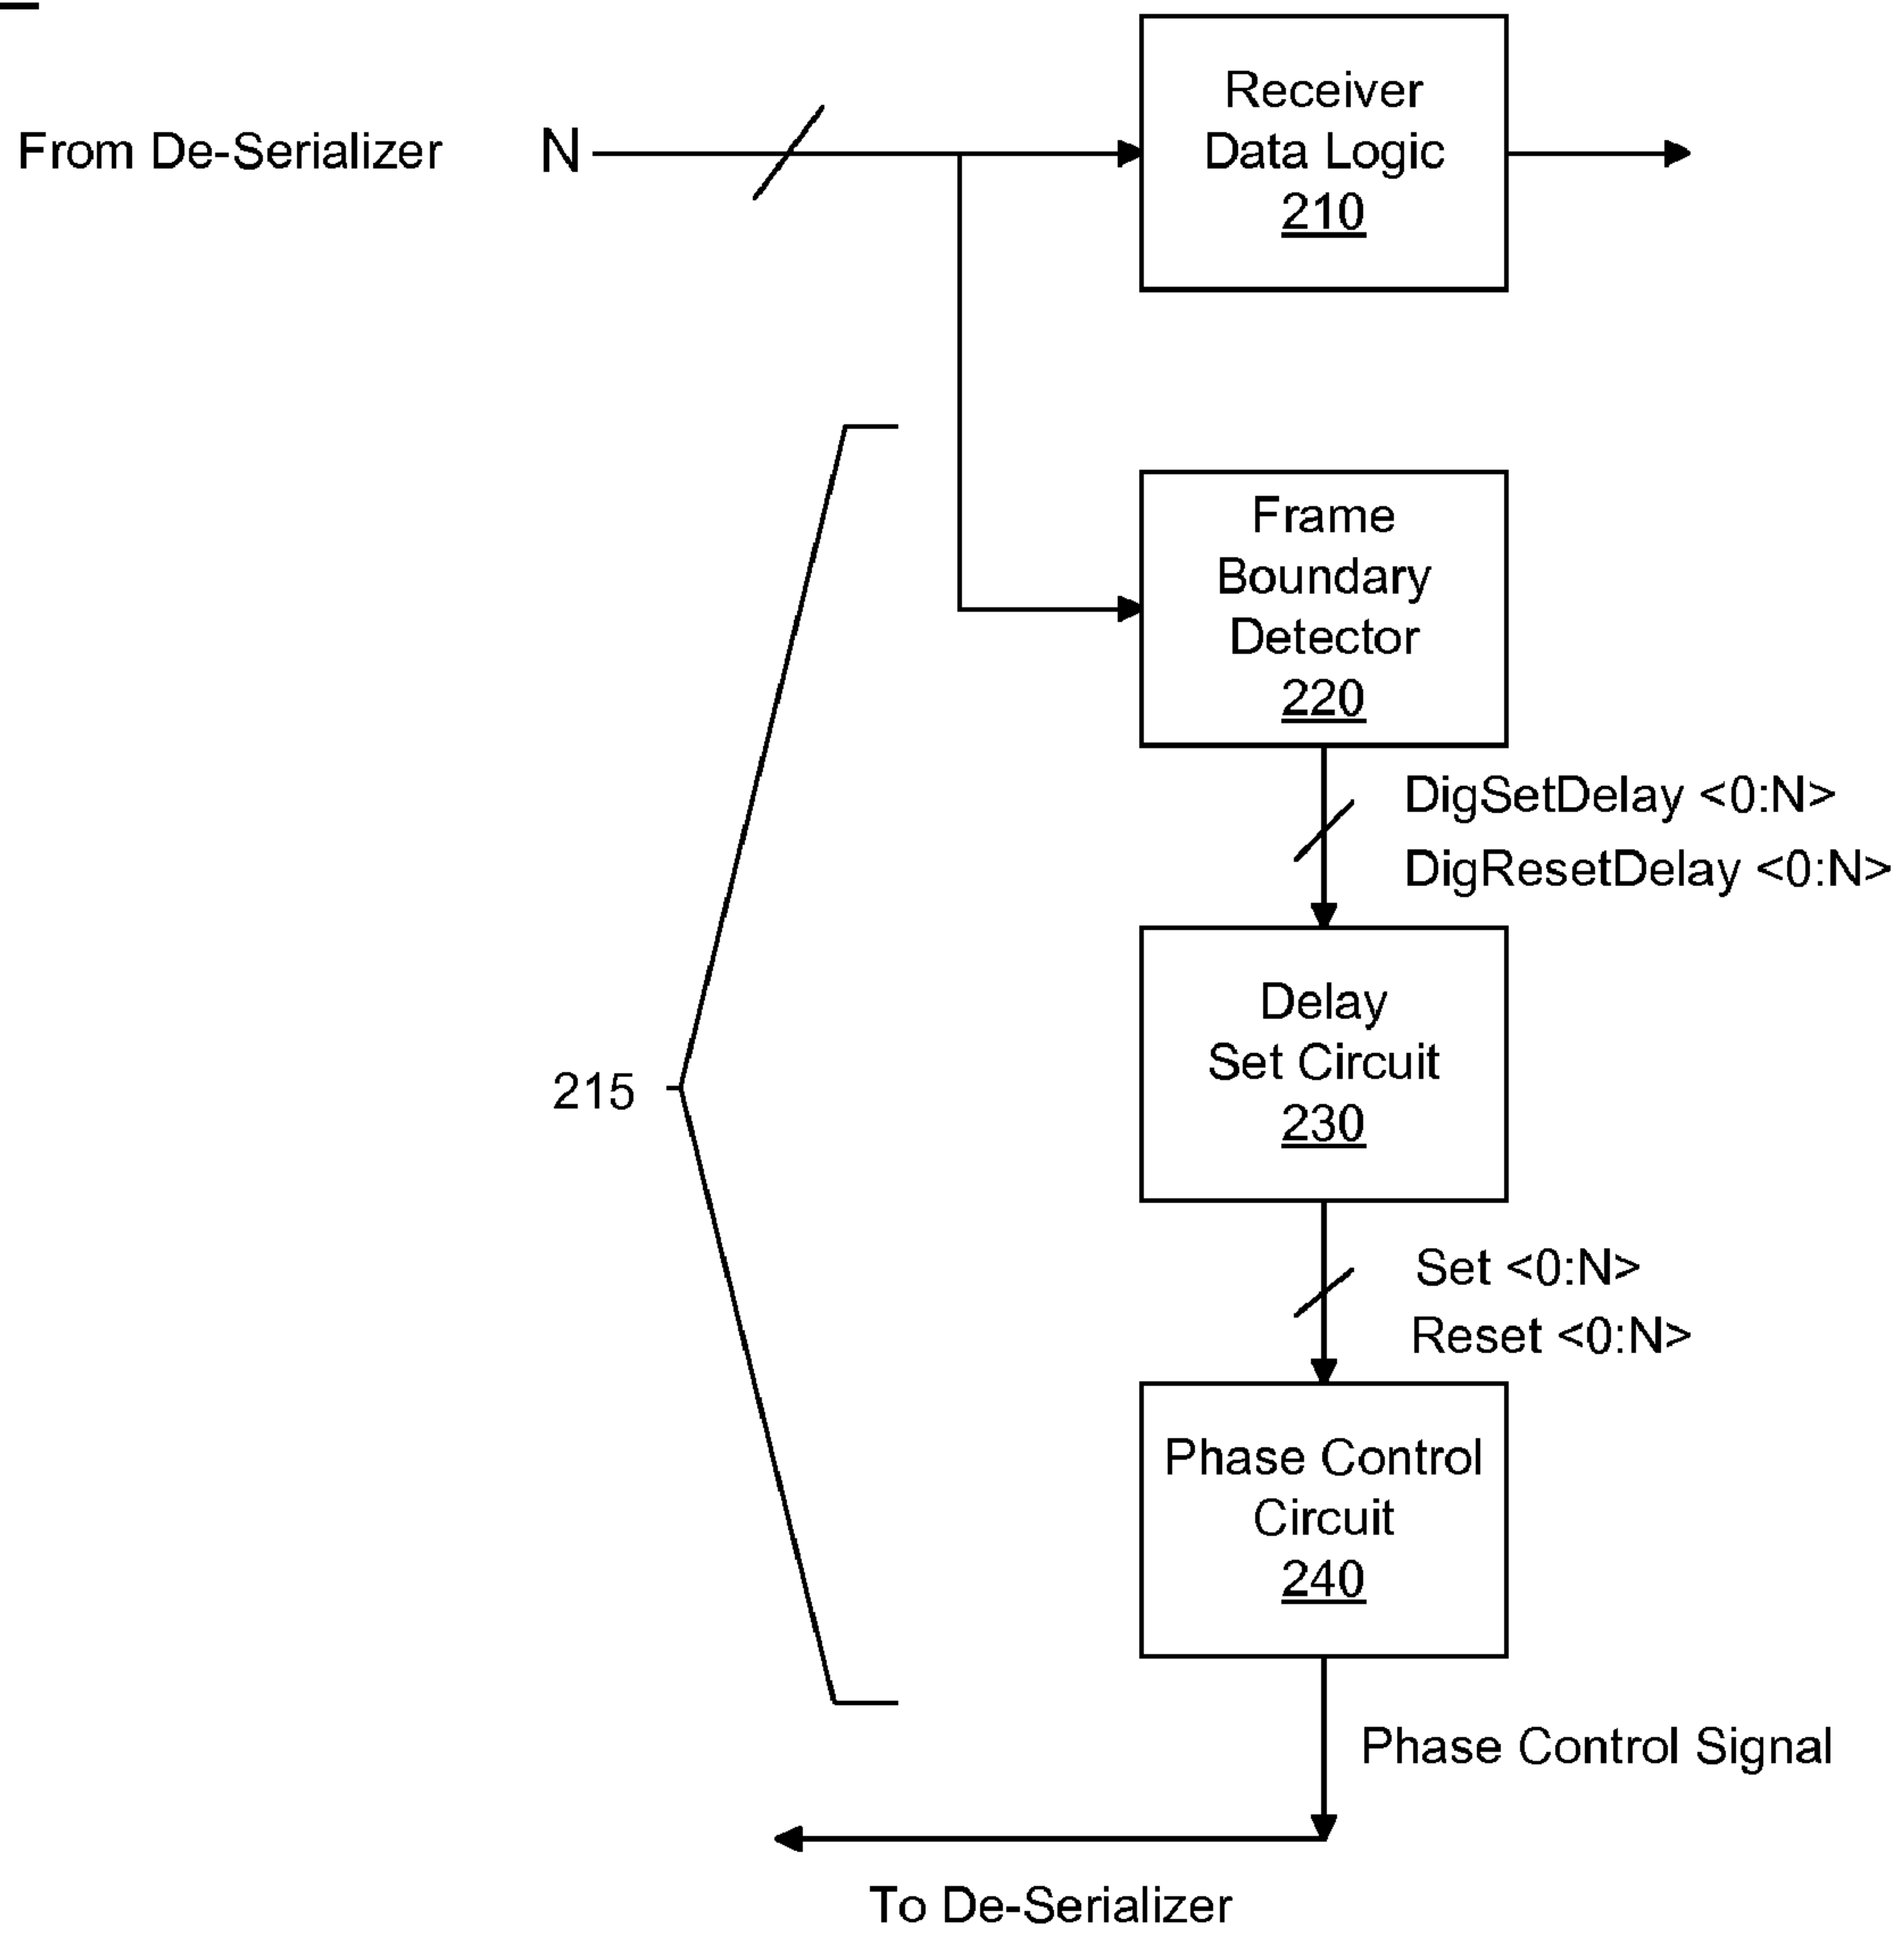 Receiver
Data Logic
210
From De-Serializer N
Frame
Boundary
Detector
220
DigSetDelay <0:N>
DigResetDelay <0:N>
Delay
Set Circuit
230
215
Set <0:N>
Reset <0:N>
Phase Control
Circuit
240
Phase Control Signal
To De-Serializer